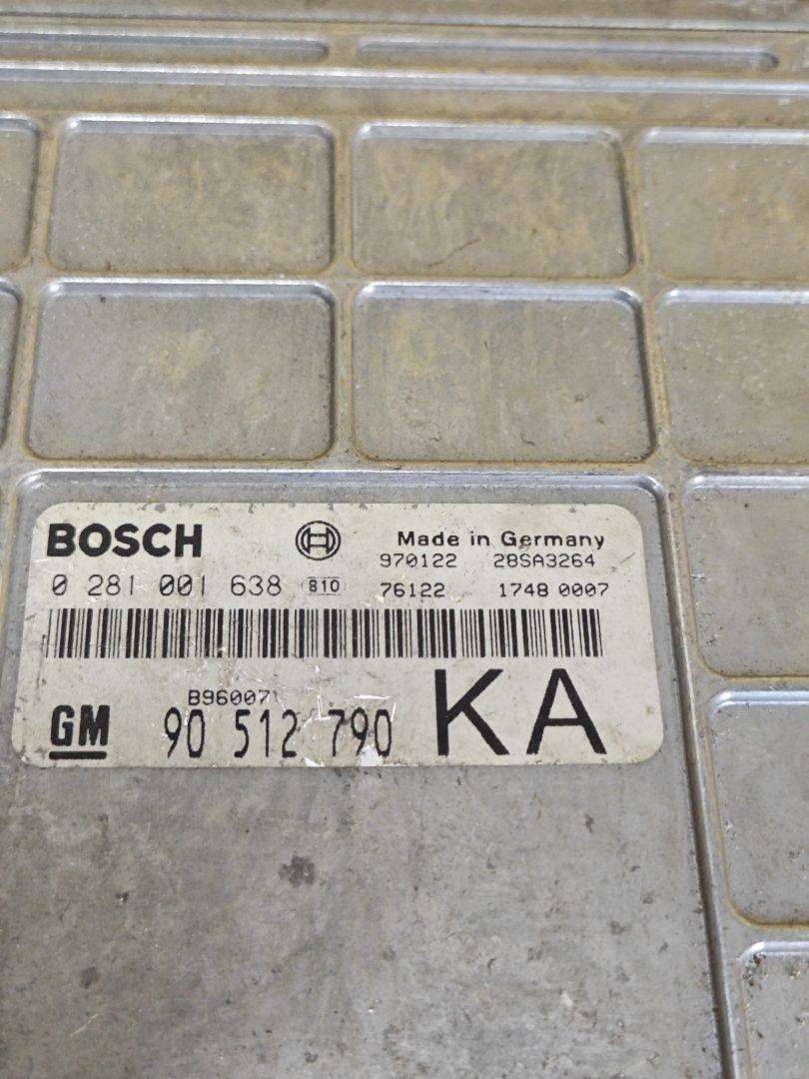 BOSCH Made in Germany
970122 28SA3264
0 281 001 638 810 76122 1748 0007
B96007
GM 90 512 790 KA